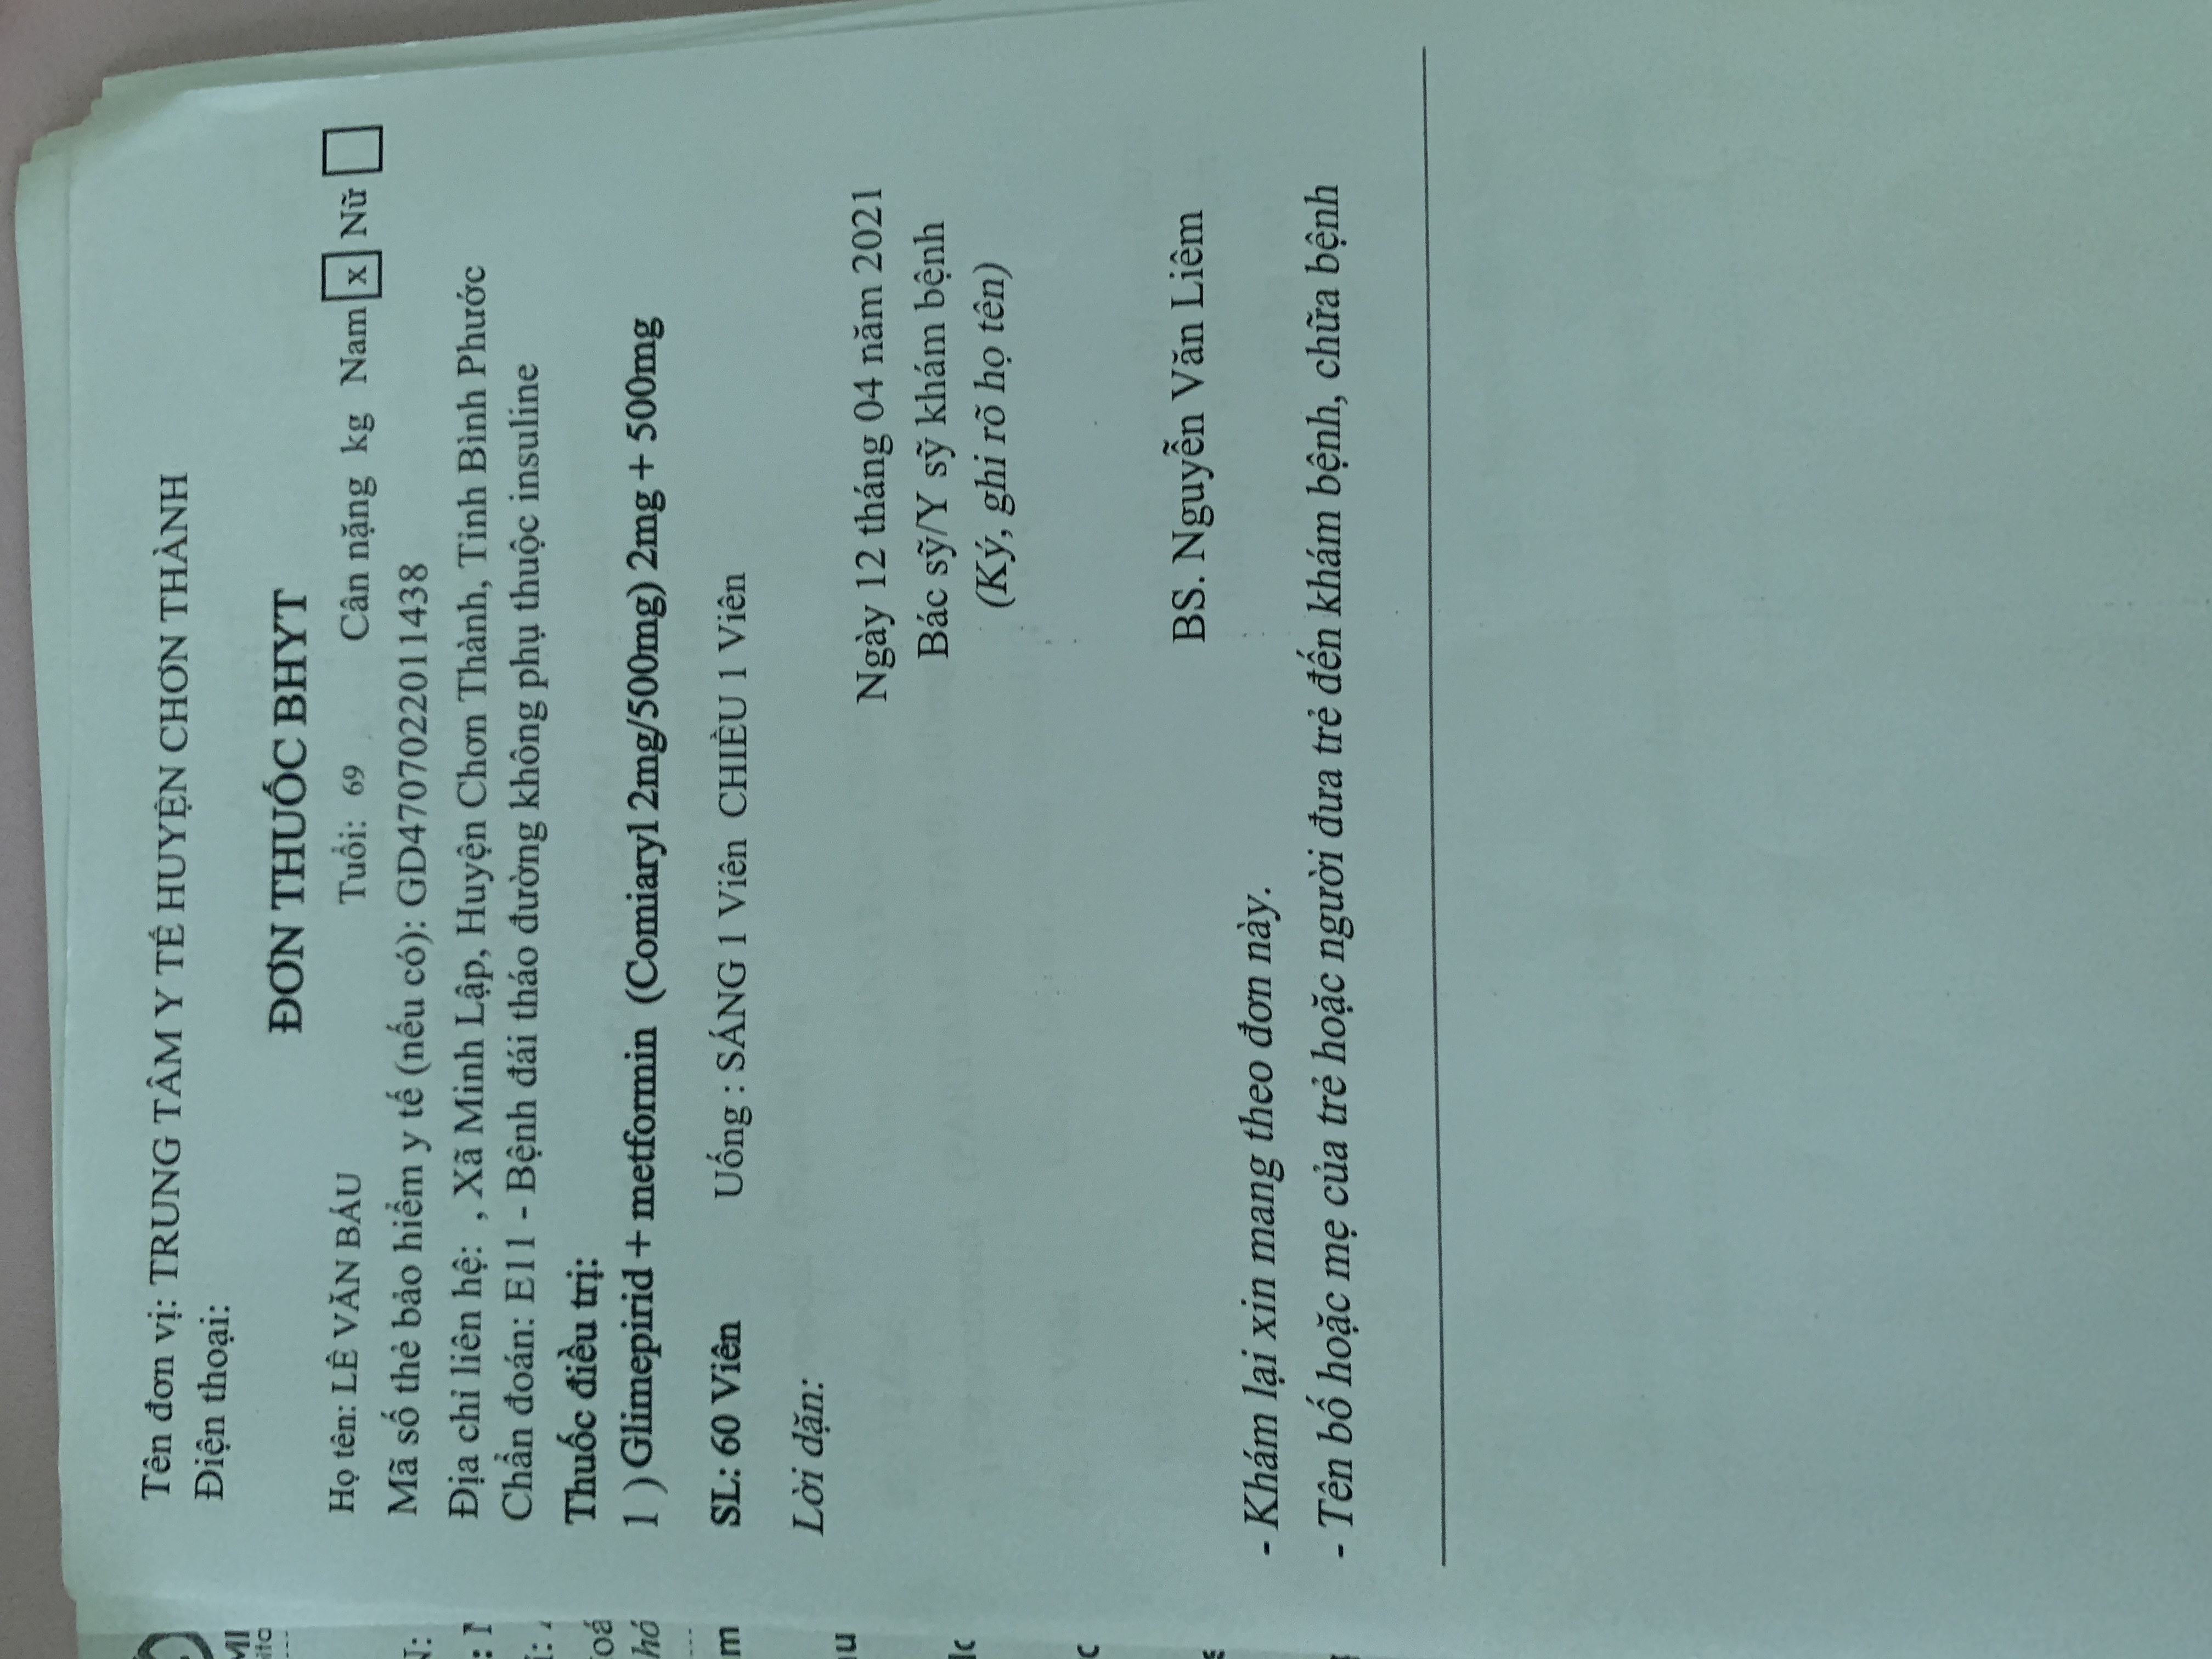 Tên đơn vị: TRUNG TÂM Y TẾ HUYỆN CHƠN THÀNH
Điện thoại:
ĐƠN THUỐC BHYT
Họ tên: LÊ VĂN BÁU Tuổi: 69 Cân nặng kg Nam x Nữ
Mã số thẻ bảo hiểm y tế (nếu có): GD4707022011438
Địa chỉ liên hệ: , Xã Minh Lập, Huyện Chơn Thành, Tỉnh Bình Phước
Chẩn đoán: E11 - Bệnh đái tháo đường không phụ thuộc insuline
Thuốc điều trị:
1 ) Glimepirid + metformin (Comiaryl 2mg/500mg) 2mg + 500mg
SL: 60 Viên Uống : SÁNG 1 Viên CHIỀU 1 Viên
Lời dặn:
Ngày 12 tháng 04 năm 2021
Bác sỹ/Y sỹ khám bệnh
(Ký, ghi rõ họ tên)
BS. Nguyễn Văn Liêm
- Khám lại xin mang theo đơn này.
- Tên bố hoặc mẹ của trẻ hoặc người đưa trẻ đến khám bệnh, chữa bệnh